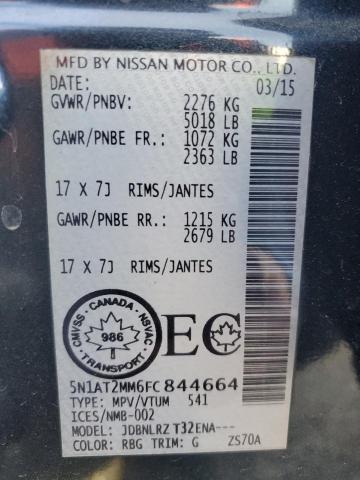 MFD BY NISSAN MOTOR CO., LTD.
DATE: 03/15
GVWR/PNBV: 2276 KG
5018 LB
GAWR/PNBE FR.: 1072 KG
2363 LB
17 X 7J RIMS/JANTES
GAWR/PNBE RR.: 1215 KG
2679 LB
17 X 7J RIMS/JANTES
CANADA
CMVSS NSVAC
986
TRANSPORT
EC
5N1AT2MM6FC844664
TYPE: MPV/VTUM 541
ICES/NMB-002
MODEL: JDBNLRZ T32ENA---
COLOR: RBG TRIM: G ZS70A